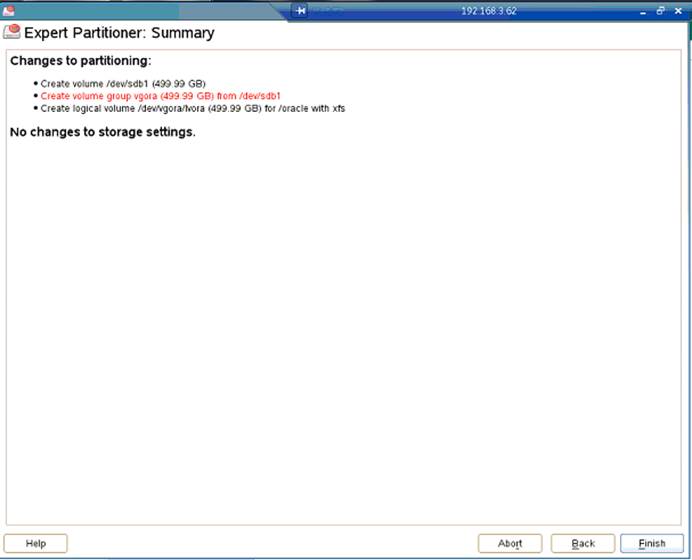 192.168.3.62
Expert Partitioner: Summary
Changes to partitioning:
• Create volume /dev/sdb1 (499.99 GB)
• Create volume group vgora (499.99 GB) from /dev/sdb1
• Create logical volume /dev/vgora/lvora (499.99 GB) for /oracle with xfs
No changes to storage settings.
Help Abort Back Finish